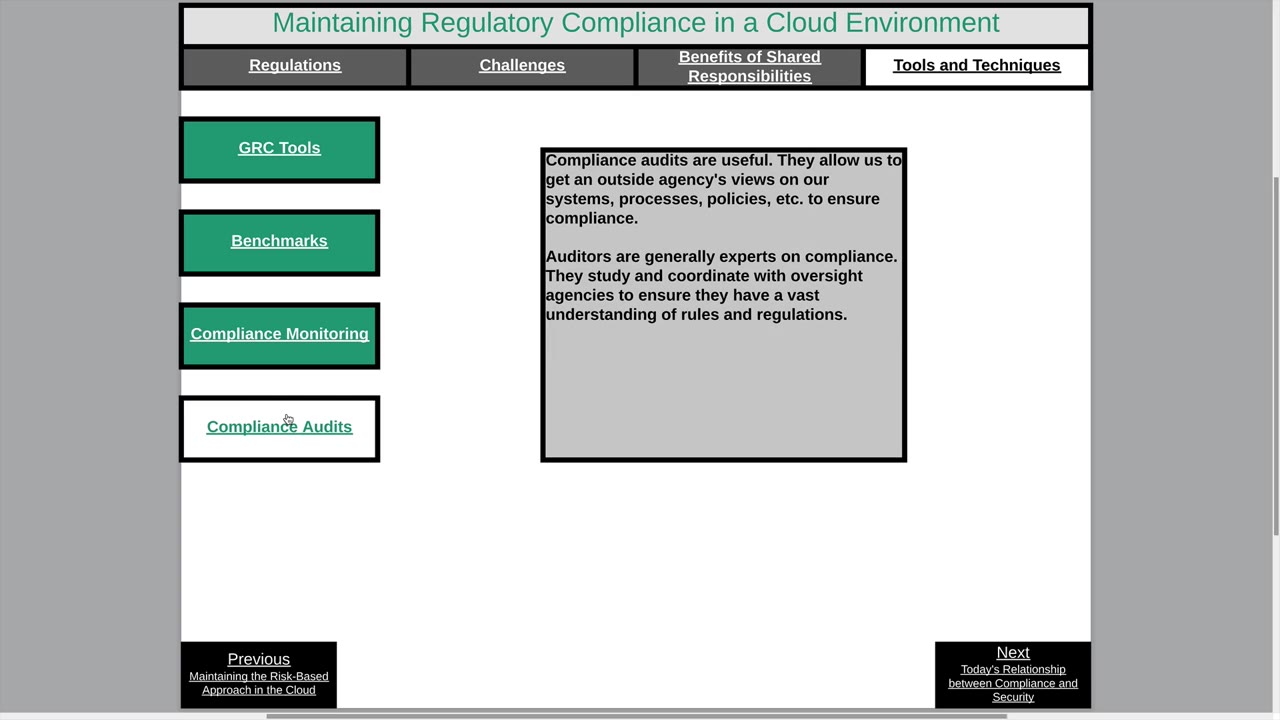 Maintaining Regulatory Compliance in a Cloud Environment
Regulations
Challenges
Benefits of Shared
Responsibilities
Tools and Techniques
GRC Tools
Benchmarks
Compliance Monitoring
Compliance Audits
Compliance audits are useful. They allow us to
get an outside agency's views on our
systems, processes, policies, etc. to ensure
compliance.
Auditors are generally experts on compliance.
They study and coordinate with oversight
agencies to ensure they have a vast
understanding of rules and regulations.
Previous
Maintaining the Risk-Based
Approach in the Cloud
Next
Today's Relationship
between Compliance and
Security